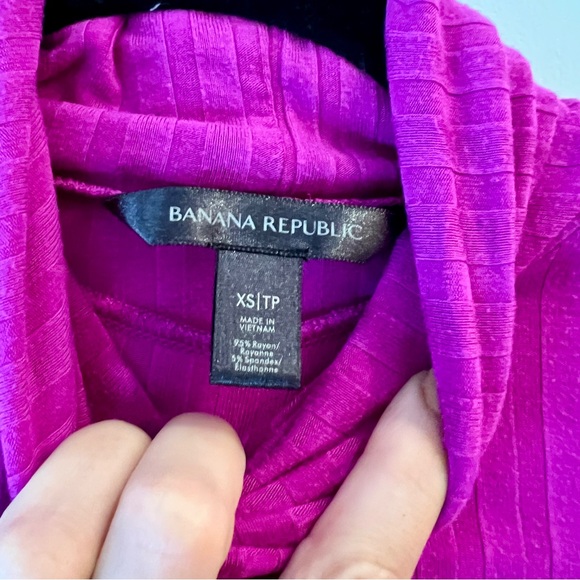 BANANA REPUBLIC
XS|TP
MADE IN
VIETNAM
95% Rayon/
Rayonne
5% Spandex/
Elasthanne